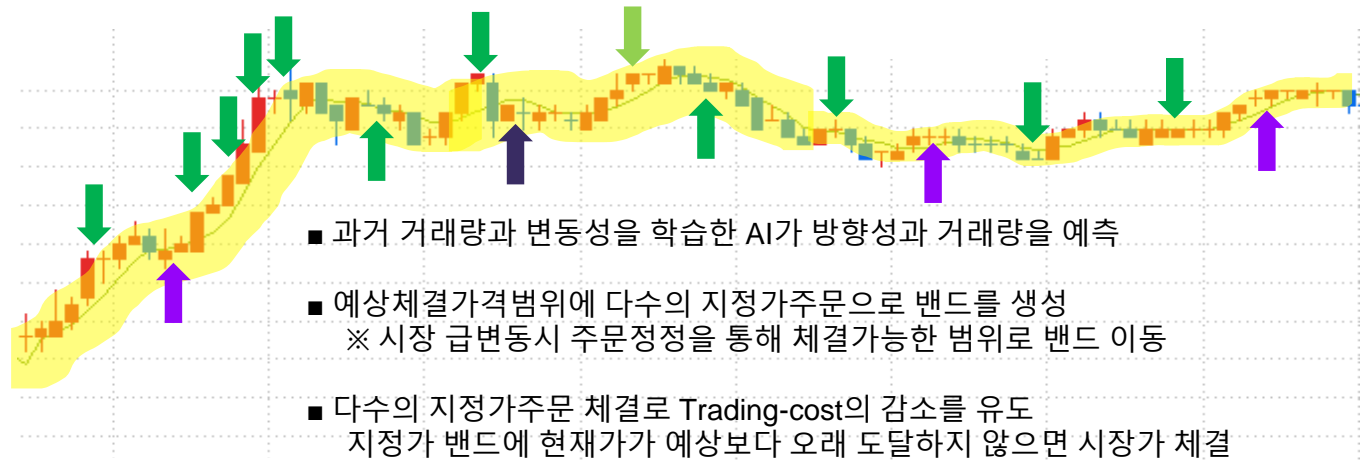 ■ 과거 거래량과 변동성을 학습한 AI가 방향성과 거래량을 예측
■ 예상체결가격범위에 다수의 지정가주문으로 밴드를 생성
※ 시장 급변동시 주문정정을 통해 체결가능한 범위로 밴드 이동
■ 다수의 지정가주문 체결로 Trading-cost의 감소를 유도
지정가 밴드에 현재가가 예상보다 오래 도달하지 않으면 시장가 체결